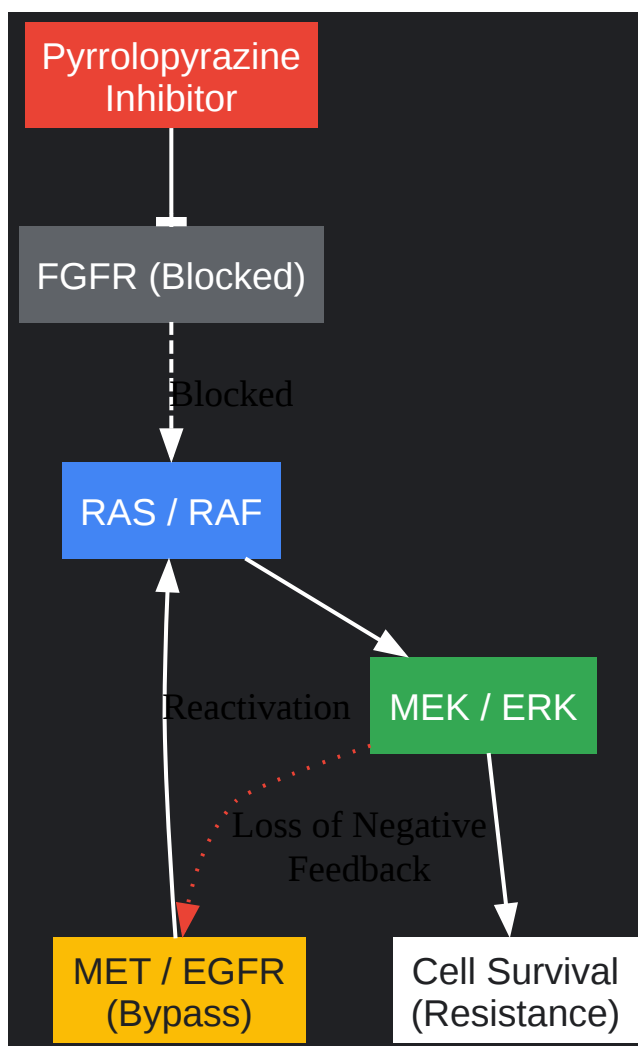 Pyrrolopyrazine
Inhibitor
FGFR (Blocked)
Blocked
RAS / RAF
Reactivation
MEK / ERK
Loss of Negative
Feedback
MET / EGFR
(Bypass)
Cell Survival
(Resistance)